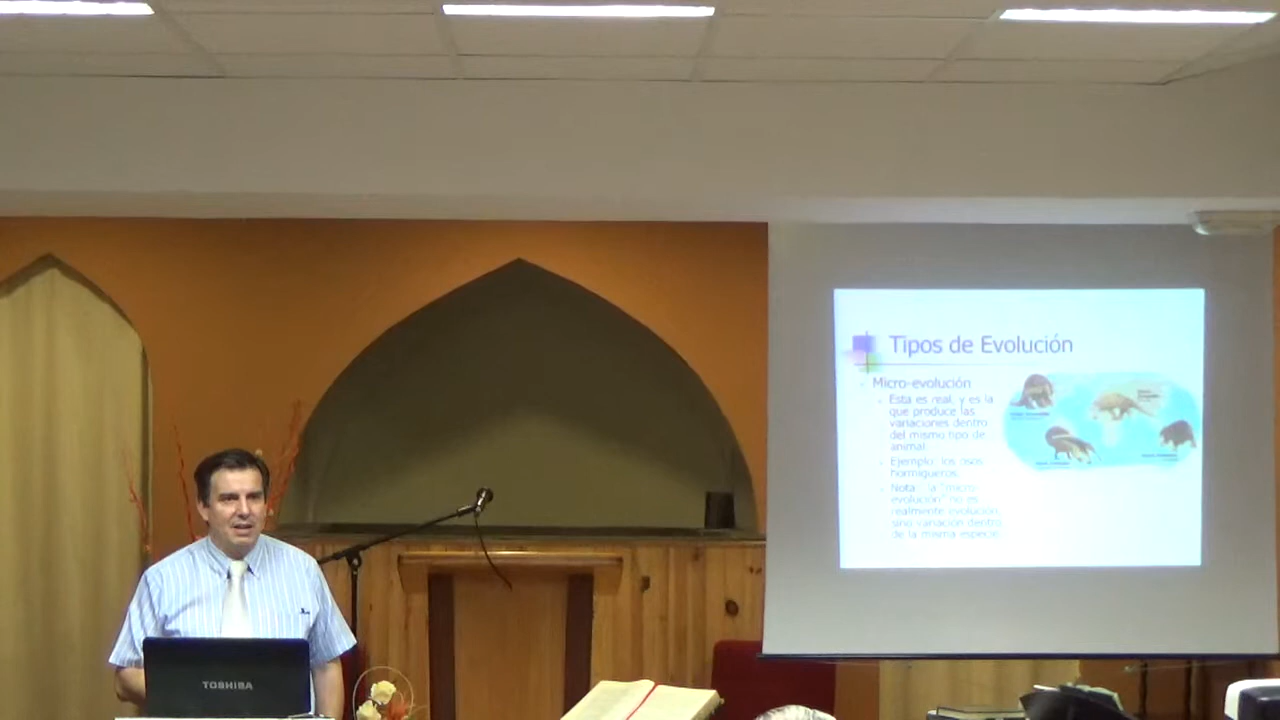 Tipos de Evolución
Micro-evolución
Esta es real, y es la
que produce las
variaciones dentro
del mismo tipo de
animal.
Ejemplo: los osos
hormigueros.
Nota: la "micro-
evolución" no es
realmente evolución,
sino variación dentro
de la misma especie.
TOSHIBA